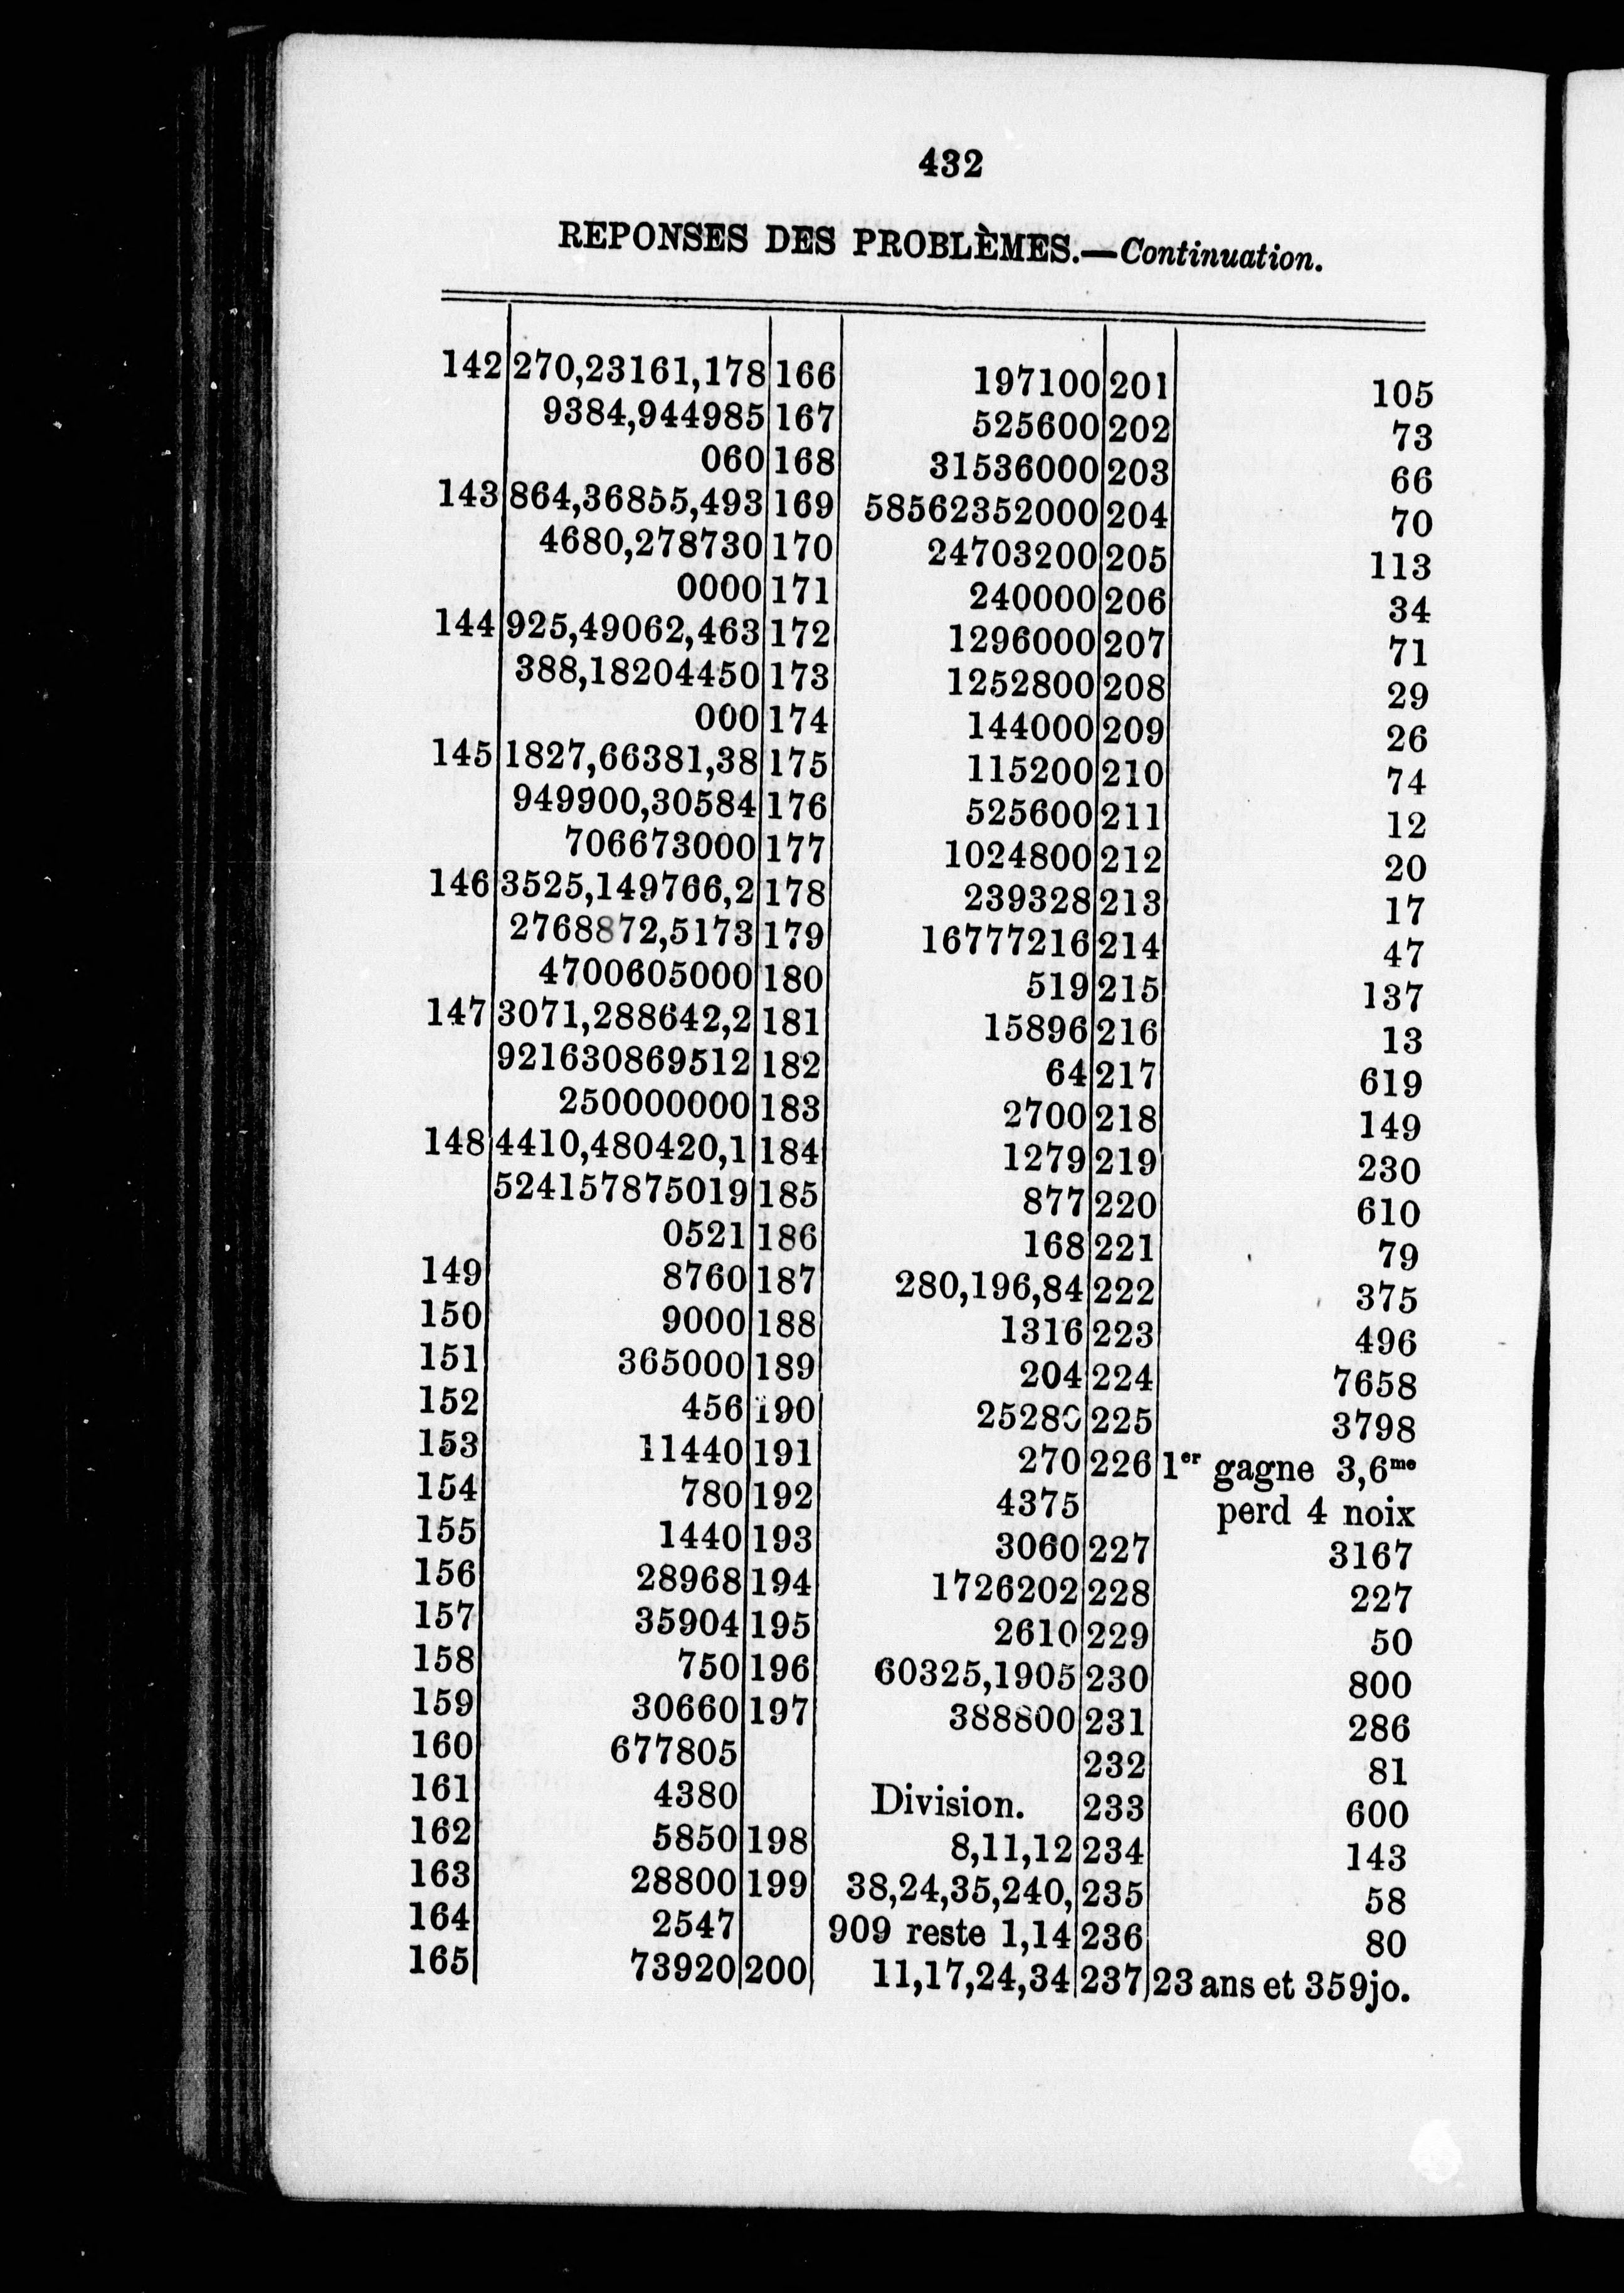 432
REPONSES DES PROBLÈMES.—Continuation.
142 270,23161,178 166 197100 201 105
9384,944985 167 525600 202 73
060 168 31536000 203 66
143 864,36855,493 169 58562352000 204 70
4680,278730 170 24703200 205 113
0000 171 240000 206 34
144 925,49062,463 172 1296000 207 71
388,18204450 173 1252800 208 29
000 174 144000 209 26
145 1827,66381,38 175 115200 210 74
949900,30584 176 525600 211 12
706673000 177 1024800 212 20
146 3525,149766,2 178 239328 213 17
2768872,5173 179 16777216 214 47
4700605000 180 519 215 137
147 3071,288642,2 181 15896 216 13
921630869512 182 64 217 619
250000000 183 2700 218 149
148 4410,480420,1 184 1279 219 230
524157875019 185 877 220 610
0521 186 168 221 79
149 8760 187 280,196,84 222 375
150 9000 188 1316 223 496
151 365000 189 204 224 7658
152 456 190 25280 225 3798
153 11440 191 270 226 1er gagne 3,6me
154 780 192 4375 perd 4 noix
155 1440 193 3060 227 3167
156 28968 194 1726202 228 227
157 35904 195 2610 229 50
158 750 196 60325,1905 230 800
159 30660 197 388800 231 286
160 677805 232 81
161 4380 Division. 233 600
162 5850 198 8,11,12 234 143
163 28800 199 38,24,35,240, 235 58
164 2547 909 reste 1,14 236 80
165 73920 200 11,17,24,34 237 23 ans et 359jo.